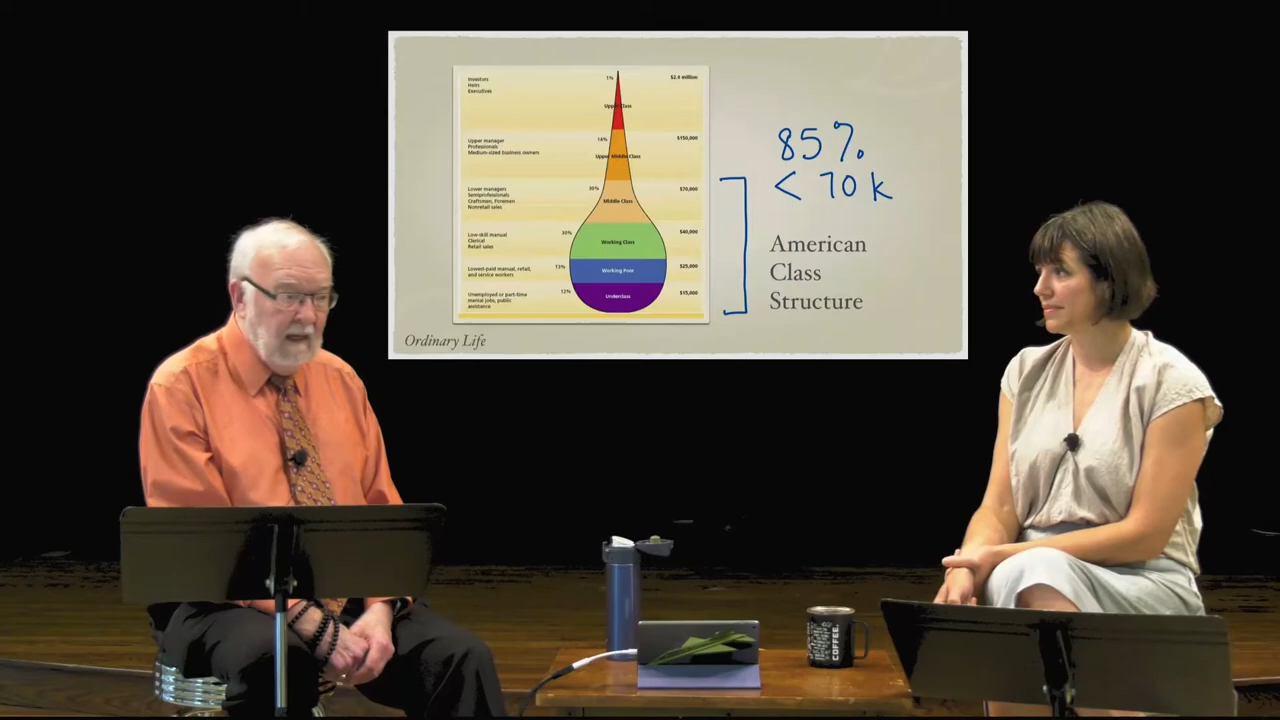 Investors
Heirs
Executives
1%
$2.0 million
Upper Class
Upper manager
Professionals
Medium-sized business owners
14%
$150,000
Upper Middle Class
Lower managers
Semiprofessionals
Craftsmen, Foremen
Nonretail sales
30%
$70,000
Middle Class
Low-skill manual
Clerical
Retail sales
30%
$40,000
Working Class
Lowest-paid manual, retail,
and service workers
13%
$25,000
Working Poor
Unemployed or part-time
menial jobs, public
assistance
12%
$15,000
Underclass
85%
< 70 k
American
Class
Structure
Ordinary Life
COFFEE.